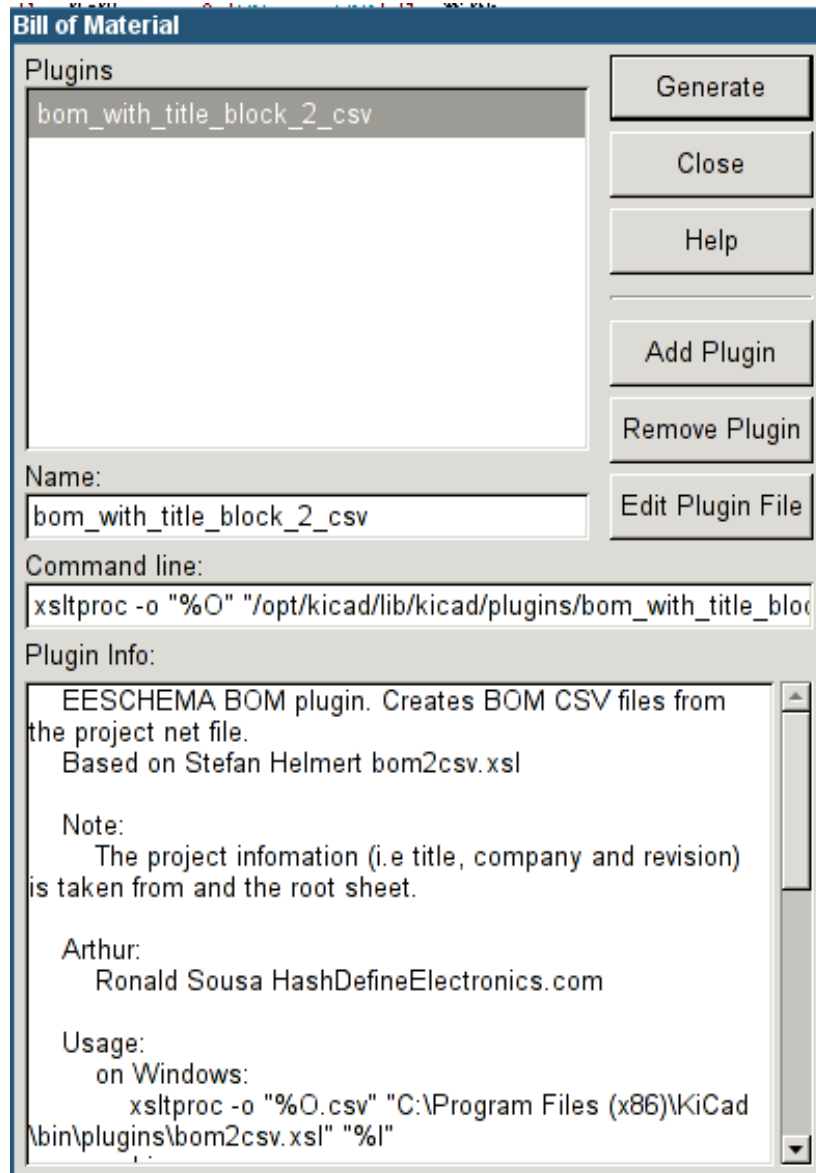 Bill of Material
Plugins
bom_with_title_block_2_csv
Generate
Close
Help
Add Plugin
Remove Plugin
Edit Plugin File
Name:
bom_with_title_block_2_csv
Command line:
xsltproc -o "%O" "/opt/kicad/lib/kicad/plugins/bom_with_title_bloc
Plugin Info:
EESCHEMA BOM plugin. Creates BOM CSV files from
the project net file.
Based on Stefan Helmert bom2csv.xsl
Note:
The project infomation (i.e title, company and revision)
is taken from and the root sheet.
Arthur:
Ronald Sousa HashDefineElectronics.com
Usage:
on Windows:
xsltproc -o "%O.csv" "C:\Program Files (x86)\KiCad
\bin\plugins\bom2csv.xsl" "%I"